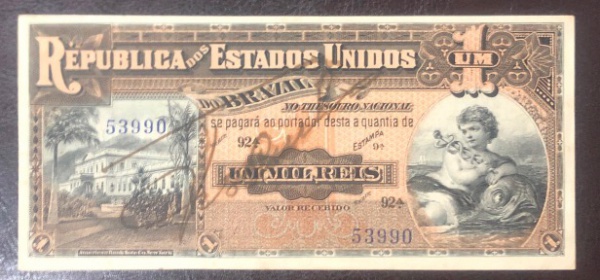 REPUBLICA DOS ESTADOS UNIDOS
1
UM
DO BRAZIL
NO THESOURO NACIONAL
se pagará ao portador desta a quantia de
53990
92ª
ESTAMPA
9ª
UM MIL REIS
VALOR RECEBIDO
92ª
53990
1
1